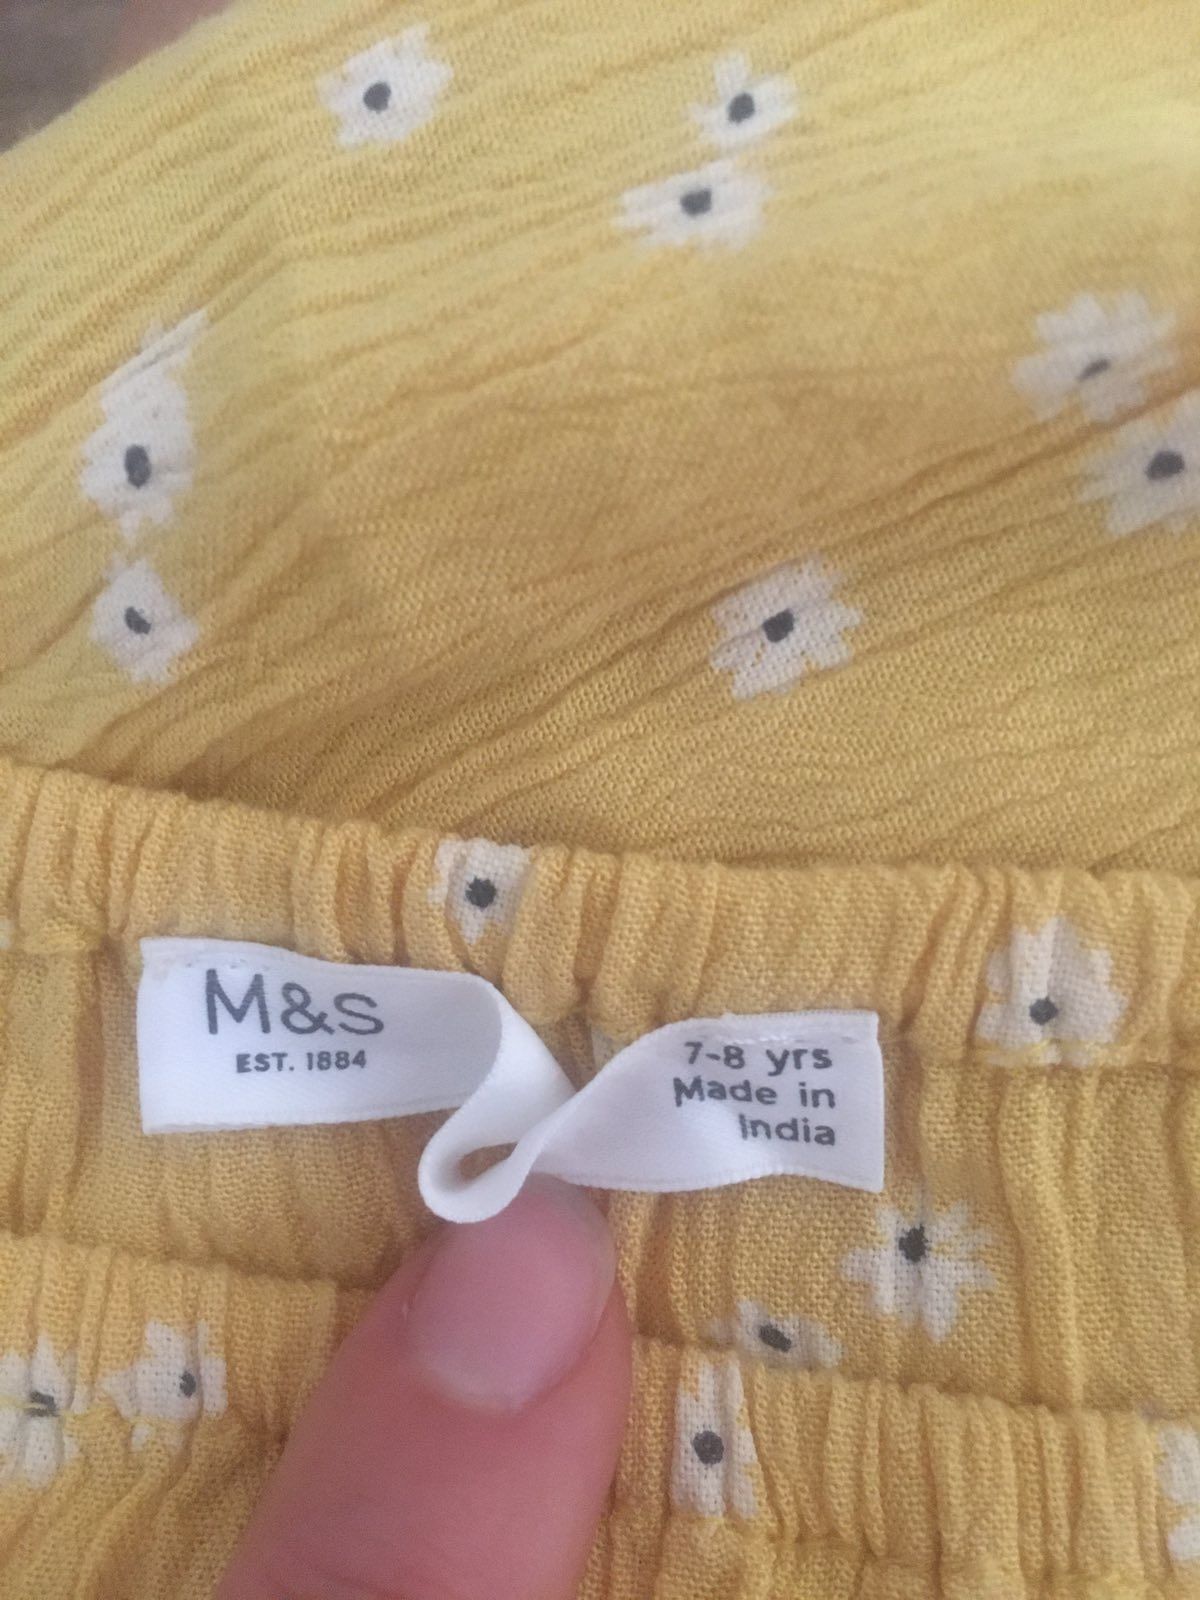 M&S
EST. 1884
7-8 yrs
Made in
India